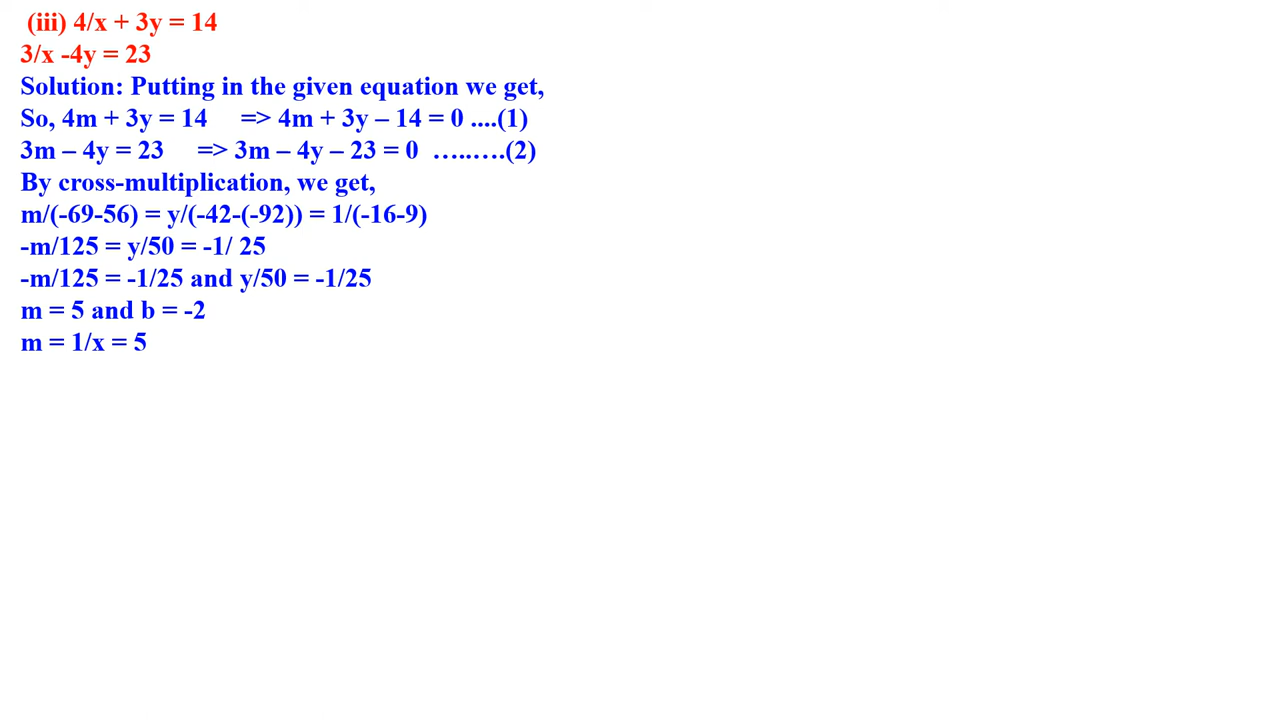 (iii) 4/x + 3y = 14
3/x -4y = 23
Solution: Putting in the given equation we get,
So, 4m + 3y = 14 => 4m + 3y – 14 = 0 ....(1)
3m – 4y = 23 => 3m – 4y – 23 = 0 …..….(2)
By cross-multiplication, we get,
m/(-69-56) = y/(-42-(-92)) = 1/(-16-9)
-m/125 = y/50 = -1/ 25
-m/125 = -1/25 and y/50 = -1/25
m = 5 and b = -2
m = 1/x = 5